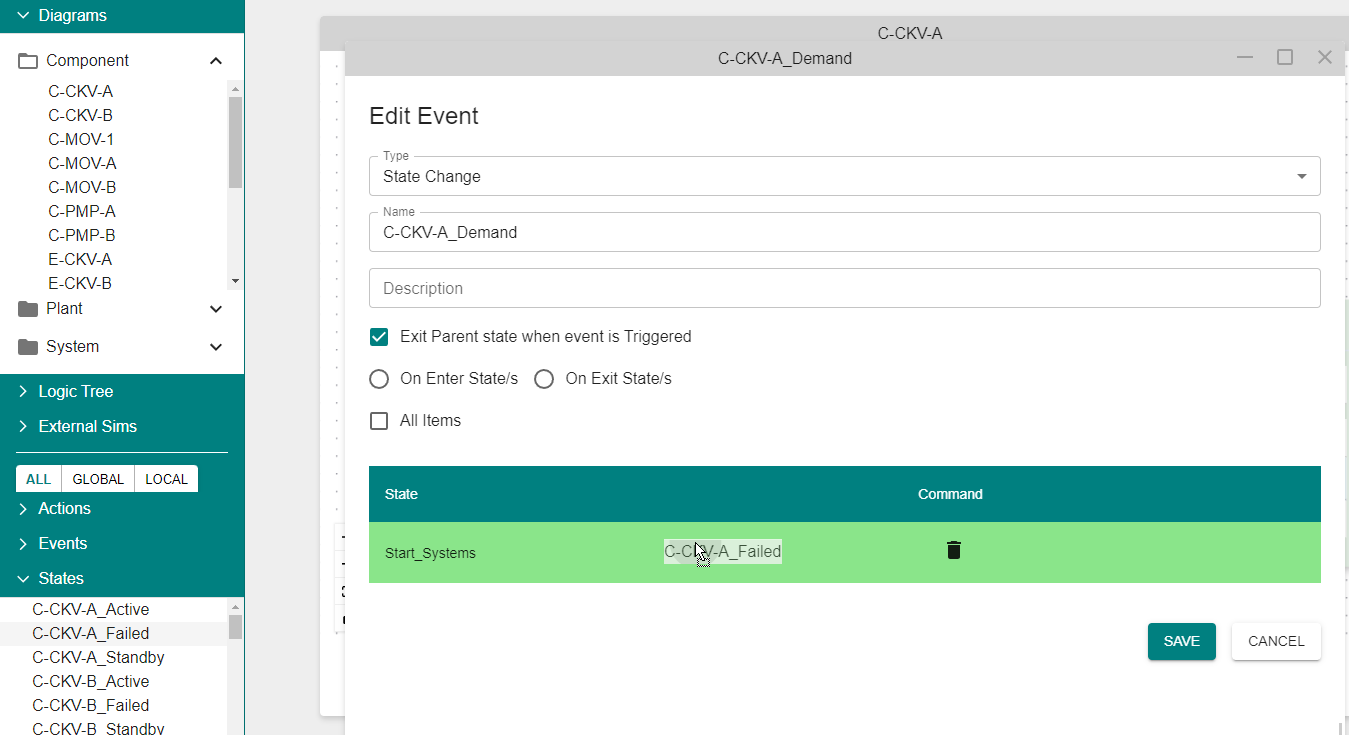 Diagrams
Component
C-CKV-A
C-CKV-B
C-MOV-1
C-MOV-A
C-MOV-B
C-PMP-A
C-PMP-B
E-CKV-A
E-CKV-B
Plant
System
Logic Tree
External Sims
ALL GLOBAL LOCAL
Actions
Events
States
C-CKV-A_Active
C-CKV-A_Failed
C-CKV-A_Standby
C-CKV-B_Active
C-CKV-B_Failed
C-CKV-B_Standby
C-CKV-A
C-CKV-A_Demand
Edit Event
Type
State Change
Name
C-CKV-A_Demand
Description
Exit Parent state when event is Triggered
On Enter State/s On Exit State/s
All Items
State Command
Start_Systems C-CKV-A_Failed
SAVE CANCEL